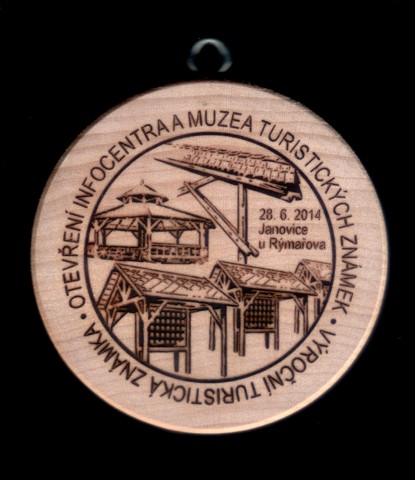 • OTEVŘENÍ INFOCENTRA A MUZEA TURISTICKÝCH ZNÁMEK • VÝROČNÍ TURISTICKÁ ZNÁMKA
28. 6. 2014
Janovice
u Rýmařova